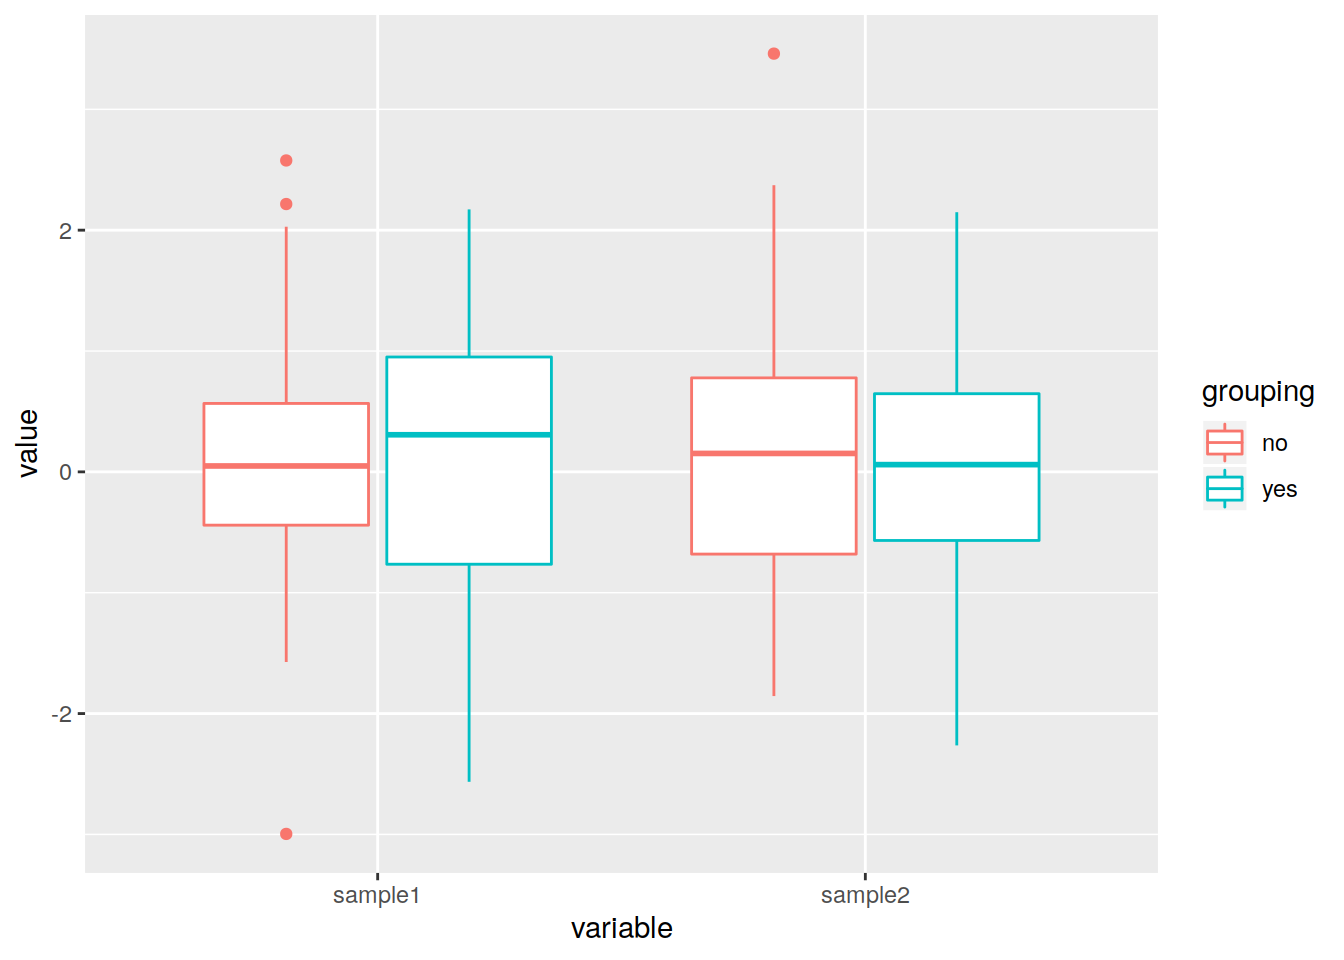 value
2
0
-2
sample1
sample2
variable
grouping
no
yes